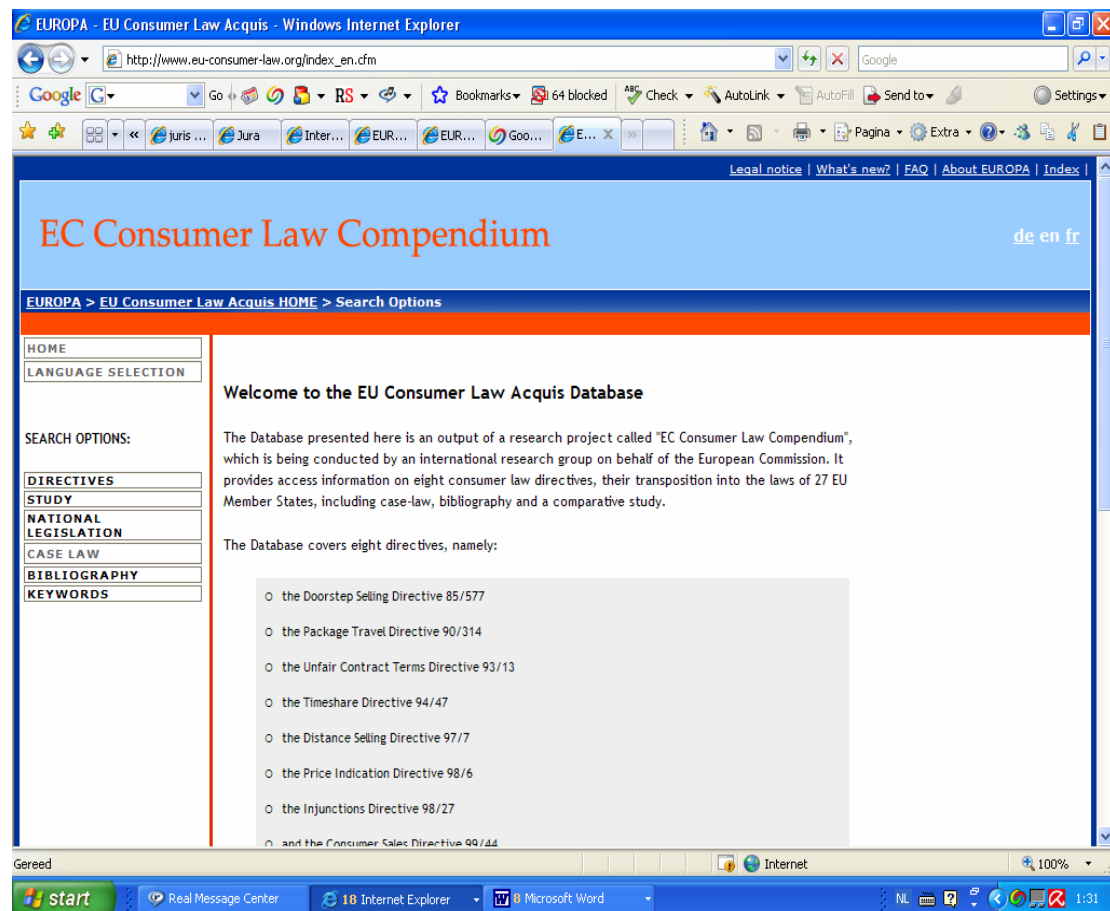 EUROPA - EU Consumer Law Acquis - Windows Internet Explorer
http://www.eu-consumer-law.org/index_en.cfm
Google
Google G Go RS Bookmarks 64 blocked ABC Check AutoLink AutoFill Send to Settings
juris ... Jura Inter... EUR... EUR... Goo... E... X Pagina Extra
Legal notice | What's new? | FAQ | About EUROPA | Index |
EC Consumer Law Compendium
de en fr
EUROPA > EU Consumer Law Acquis HOME > Search Options
HOME
LANGUAGE SELECTION
SEARCH OPTIONS:
DIRECTIVES
STUDY
NATIONAL
LEGISLATION
CASE LAW
BIBLIOGRAPHY
KEYWORDS
Welcome to the EU Consumer Law Acquis Database
The Database presented here is an output of a research project called "EC Consumer Law Compendium",
which is being conducted by an international research group on behalf of the European Commission. It
provides access information on eight consumer law directives, their transposition into the laws of 27 EU
Member States, including case-law, bibliography and a comparative study.
The Database covers eight directives, namely:
the Doorstep Selling Directive 85/577
the Package Travel Directive 90/314
the Unfair Contract Terms Directive 93/13
the Timeshare Directive 94/47
the Distance Selling Directive 97/7
the Price Indication Directive 98/6
the Injunctions Directive 98/27
and the Consumer Sales Directive 99/44
Gereed Internet 100%
start Real Message Center 18 Internet Explorer 8 Microsoft Word NL 1:31